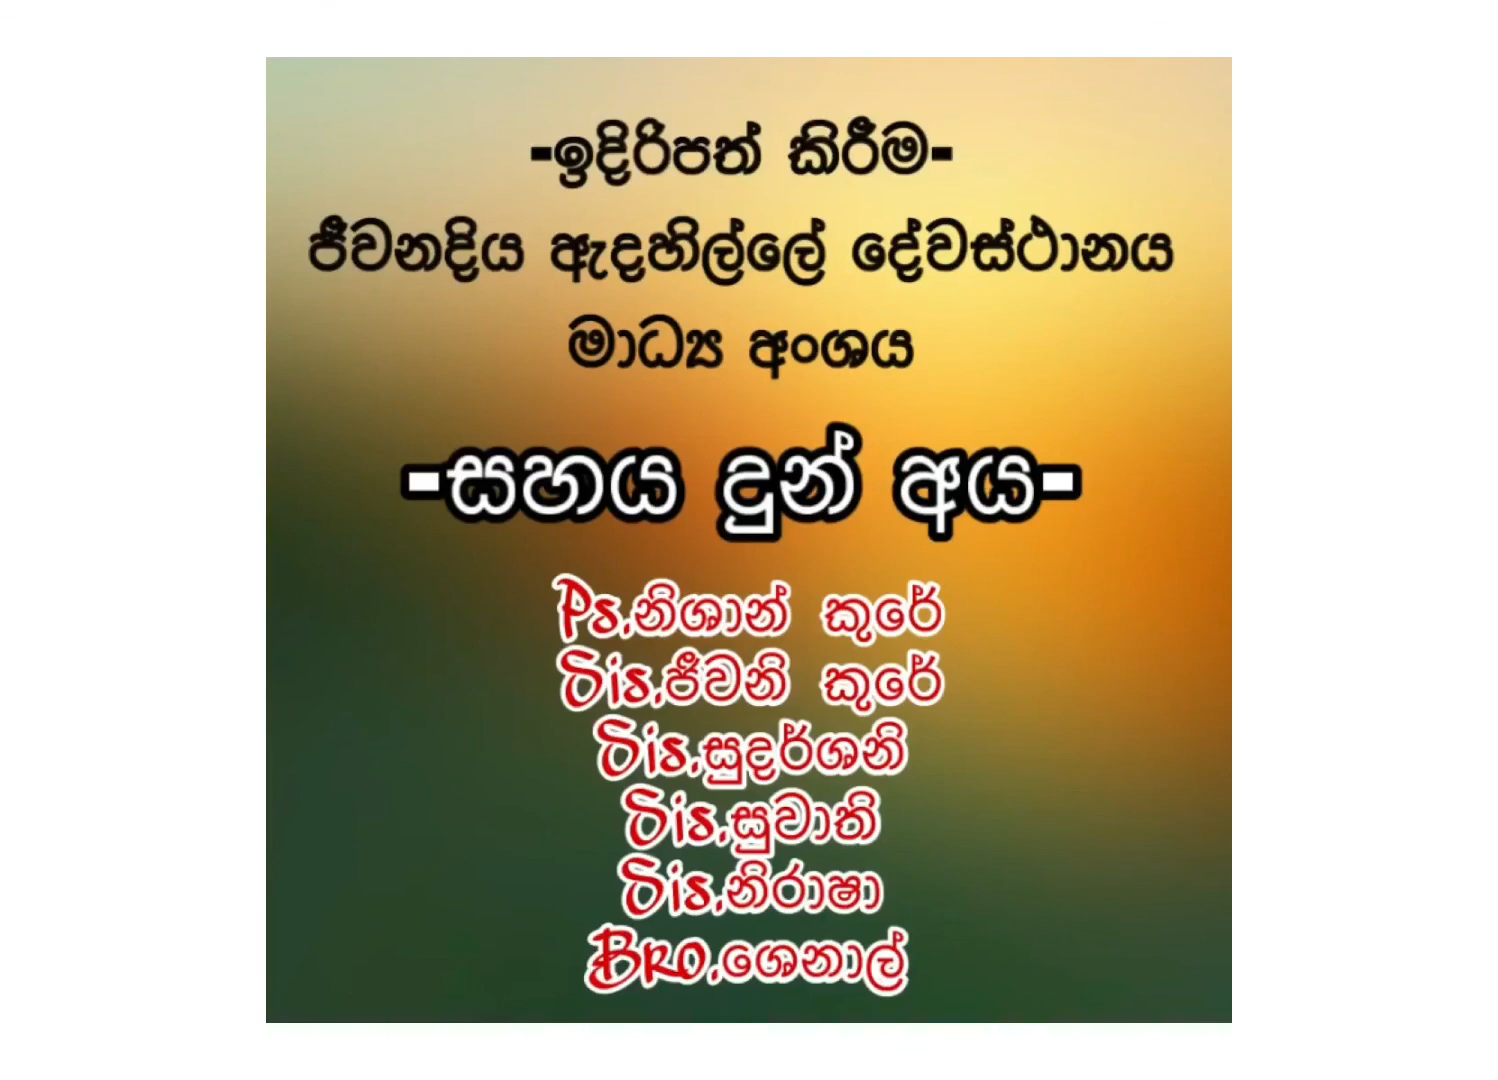 -ඉදිරිපත් කිරීම-
ජීවනදිය ඇදහිල්ලේ දේවස්ථානය
මාධ්‍ය අංශය
-සහය දුන් අය-
Ps.නිශාන් කුරේ
Sis.ජීවනි කුරේ
Sis.සුදර්ශනි
Sis.සුවාති
Sis.නිරාෂා
Bro.ශෙනාල්